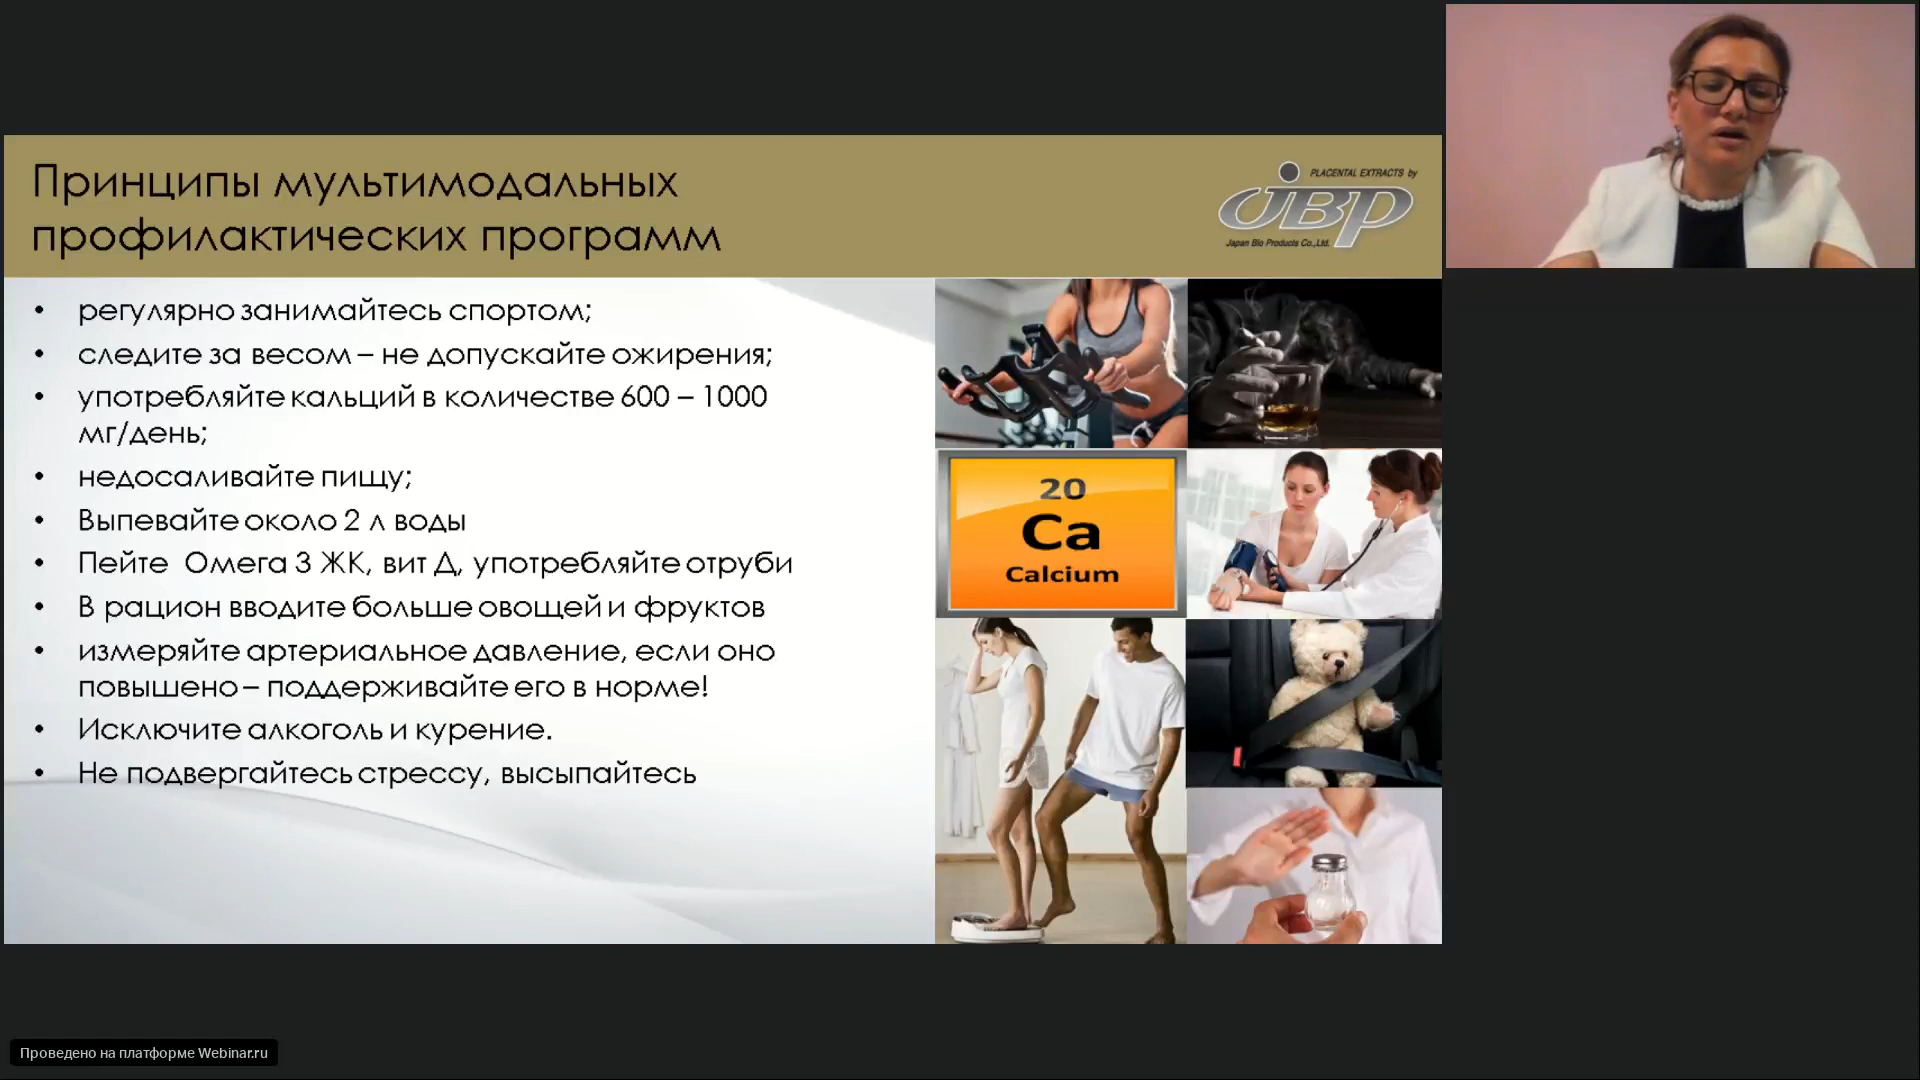 Принципы мультимодальных
профилактических программ
PLACENTAL EXTRACTS by
JBP
Japan Bio Products Co.,Ltd.
• регулярно занимайтесь спортом;
• следите за весом – не допускайте ожирения;
• употребляйте кальций в количестве 600 – 1000
мг/день;
• недосаливайте пищу;
• Выпевайте около 2 л воды
• Пейте Омега 3 ЖК, вит Д, употребляйте отруби
• В рацион вводите больше овощей и фруктов
• измеряйте артериальное давление, если оно
повышено – поддерживайте его в норме!
• Исключите алкоголь и курение.
• Не подвергайтесь стрессу, высыпайтесь
20
Ca
Calcium
Проведено на платформе Webinar.ru